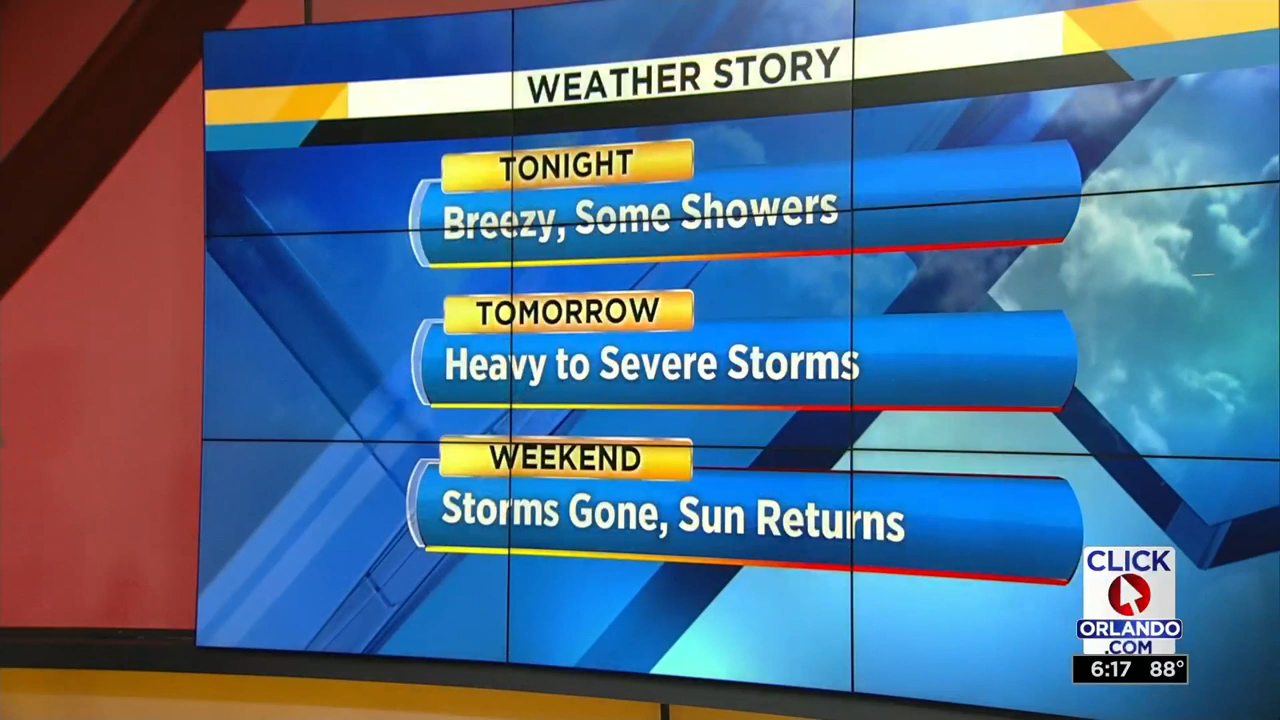 WEATHER STORY
TONIGHT
Breezy, Some Showers
TOMORROW
Heavy to Severe Storms
WEEKEND
Storms Gone, Sun Returns
CLICK
ORLANDO
.COM
6:17 88°